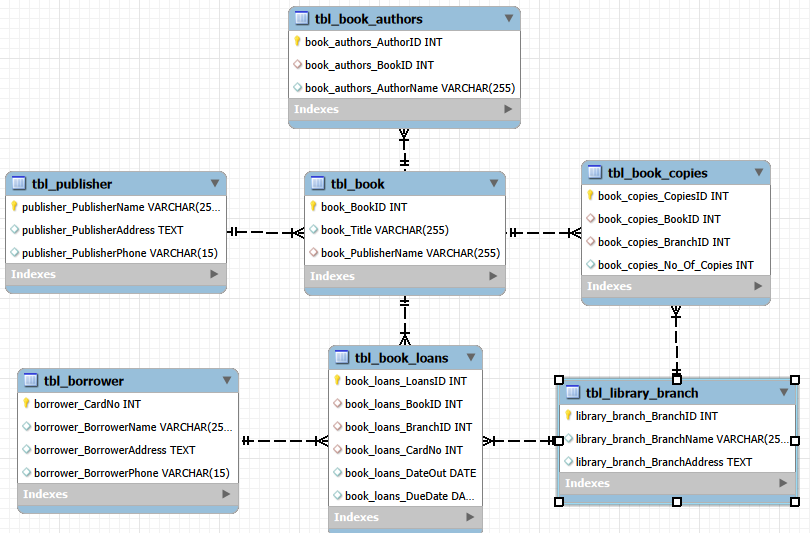 tbl_book_authors
book_authors_AuthorID INT
book_authors_BookID INT
book_authors_AuthorName VARCHAR(255)
Indexes
tbl_publisher
publisher_PublisherName VARCHAR(25...
publisher_PublisherAddress TEXT
publisher_PublisherPhone VARCHAR(15)
Indexes
tbl_book
book_BookID INT
book_Title VARCHAR(255)
book_PublisherName VARCHAR(255)
Indexes
tbl_book_copies
book_copies_CopiesID INT
book_copies_BookID INT
book_copies_BranchID INT
book_copies_No_Of_Copies INT
Indexes
tbl_borrower
borrower_CardNo INT
borrower_BorrowerName VARCHAR(25...
borrower_BorrowerAddress TEXT
borrower_BorrowerPhone VARCHAR(15)
Indexes
tbl_book_loans
book_loans_LoansID INT
book_loans_BookID INT
book_loans_BranchID INT
book_loans_CardNo INT
book_loans_DateOut DATE
book_loans_DueDate DA...
Indexes
tbl_library_branch
library_branch_BranchID INT
library_branch_BranchName VARCHAR(25...
library_branch_BranchAddress TEXT
Indexes